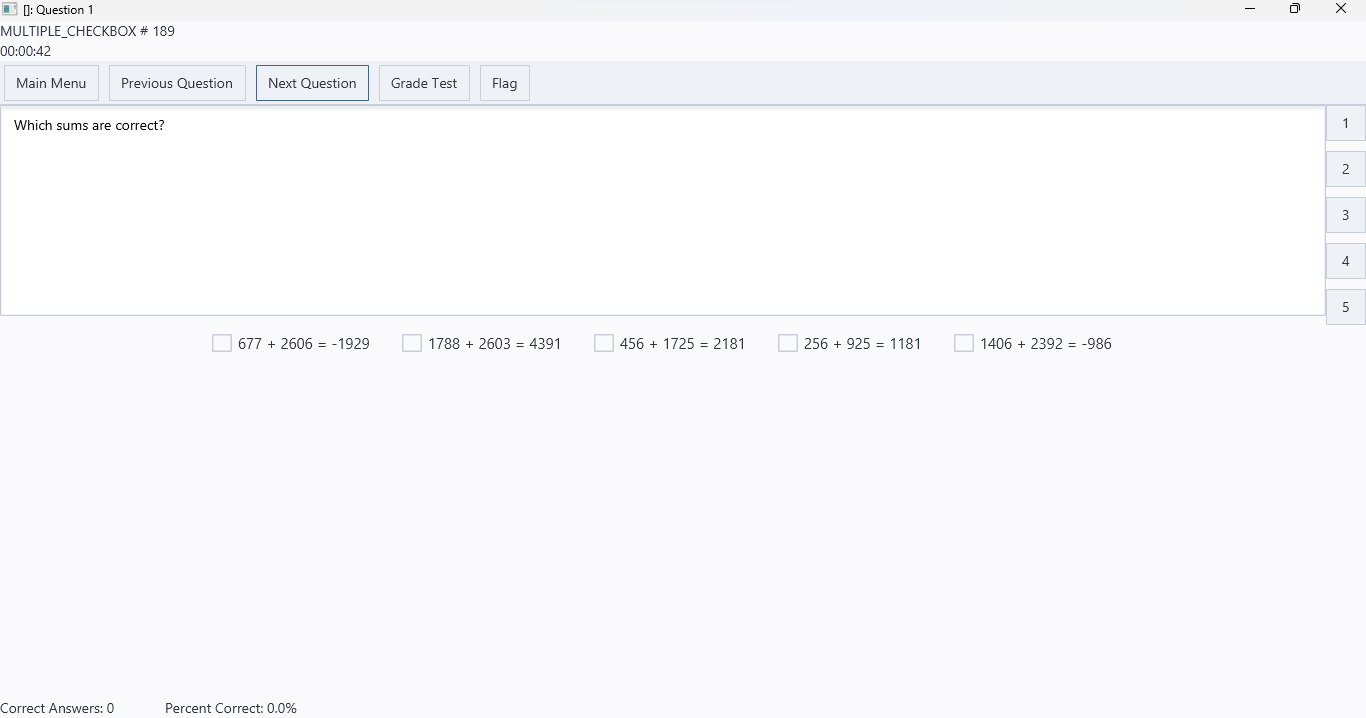 []: Question 1
MULTIPLE_CHECKBOX # 189
00:00:42
Main Menu Previous Question Next Question Grade Test Flag
Which sums are correct?
1
2
3
4
5
677 + 2606 = -1929 1788 + 2603 = 4391 456 + 1725 = 2181 256 + 925 = 1181 1406 + 2392 = -986
Correct Answers: 0 Percent Correct: 0.0%